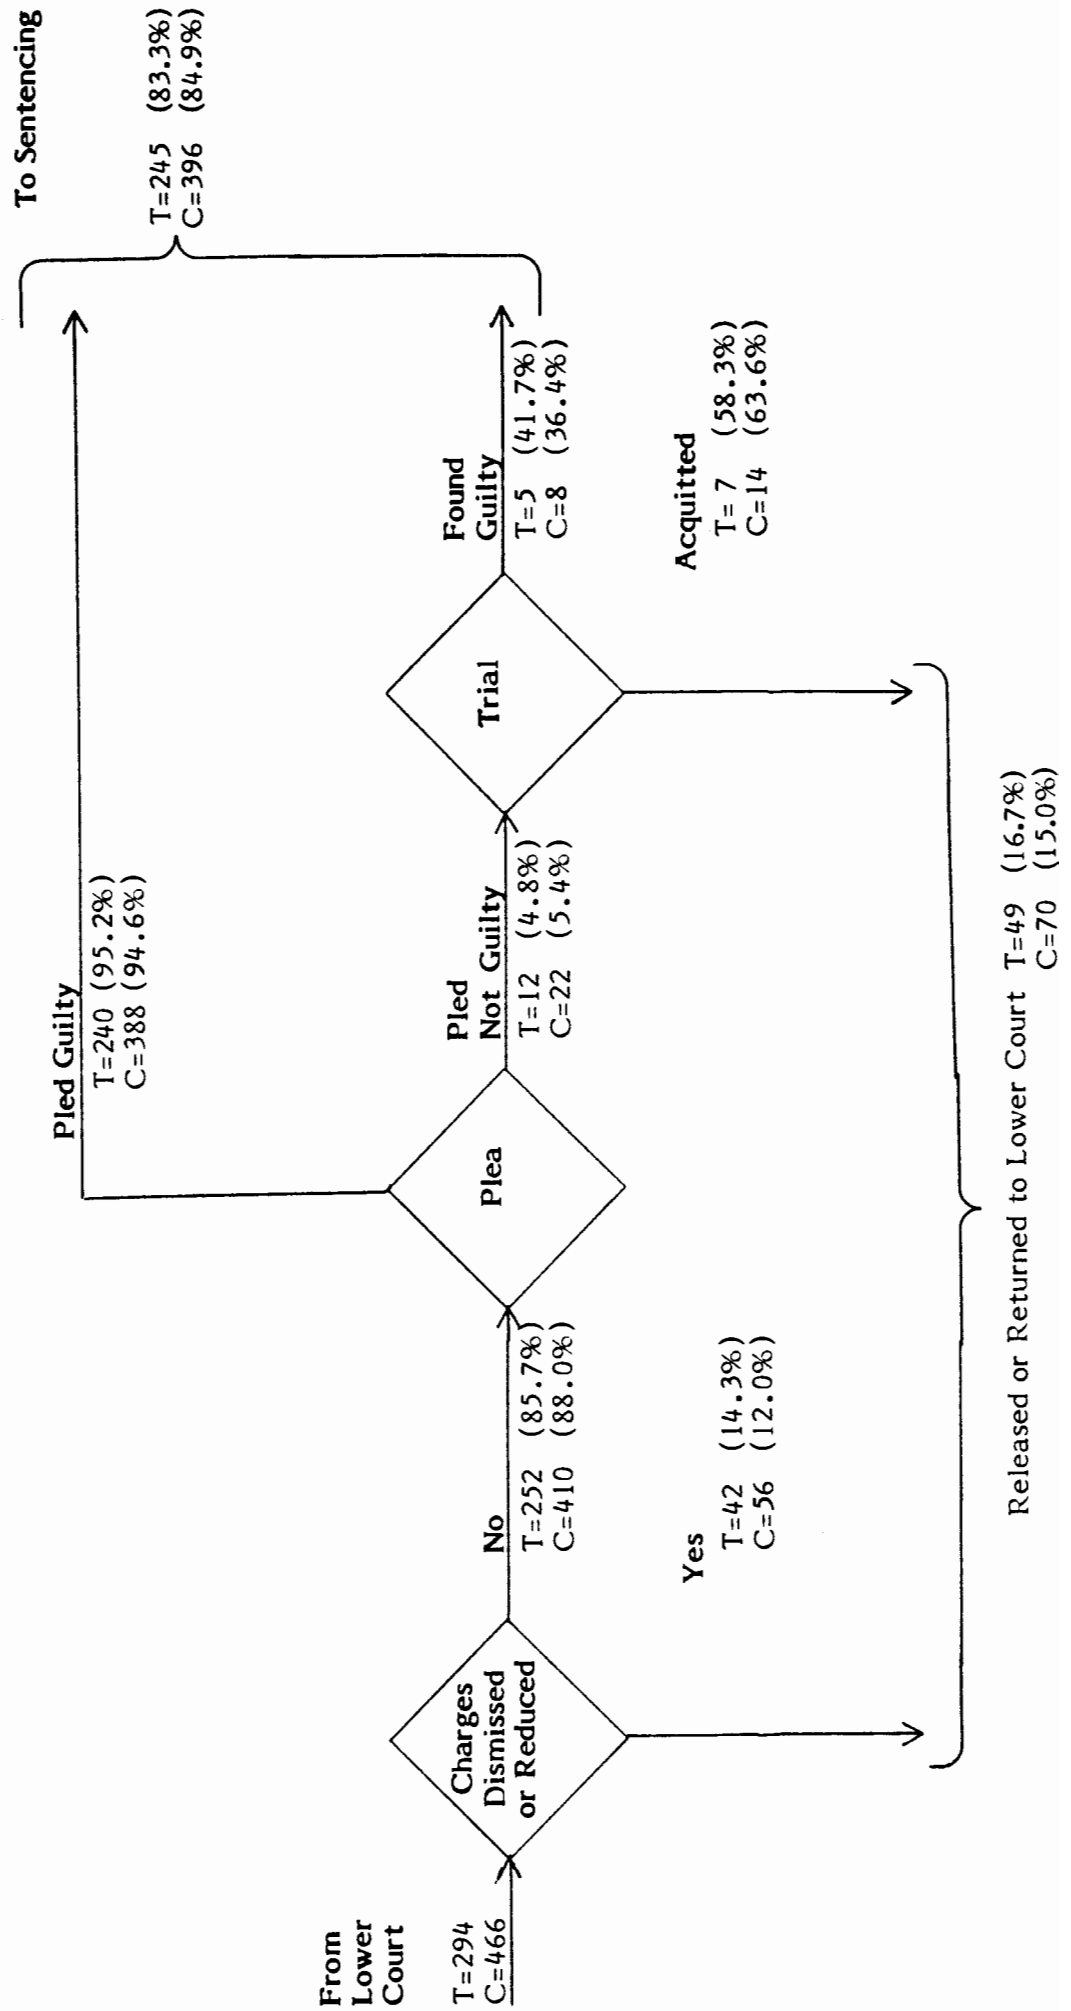 From
Lower
Court
T=294
C=466
Charges
Dismissed
or Reduced
No
T=252 (85.7%)
C=410 (88.0%)
Yes
T=42 (14.3%)
C=56 (12.0%)
Plea
Pled Guilty
T=240 (95.2%)
C=388 (94.6%)
Pled
Not Guilty
T=12 (4.8%)
C=22 (5.4%)
Trial
Found
Guilty
T=5 (41.7%)
C=8 (36.4%)
Acquitted
T= 7 (58.3%)
C=14 (63.6%)
To Sentencing
T=245 (83.3%)
C=396 (84.9%)
Released or Returned to Lower Court T=49 (16.7%)
C=70 (15.0%)